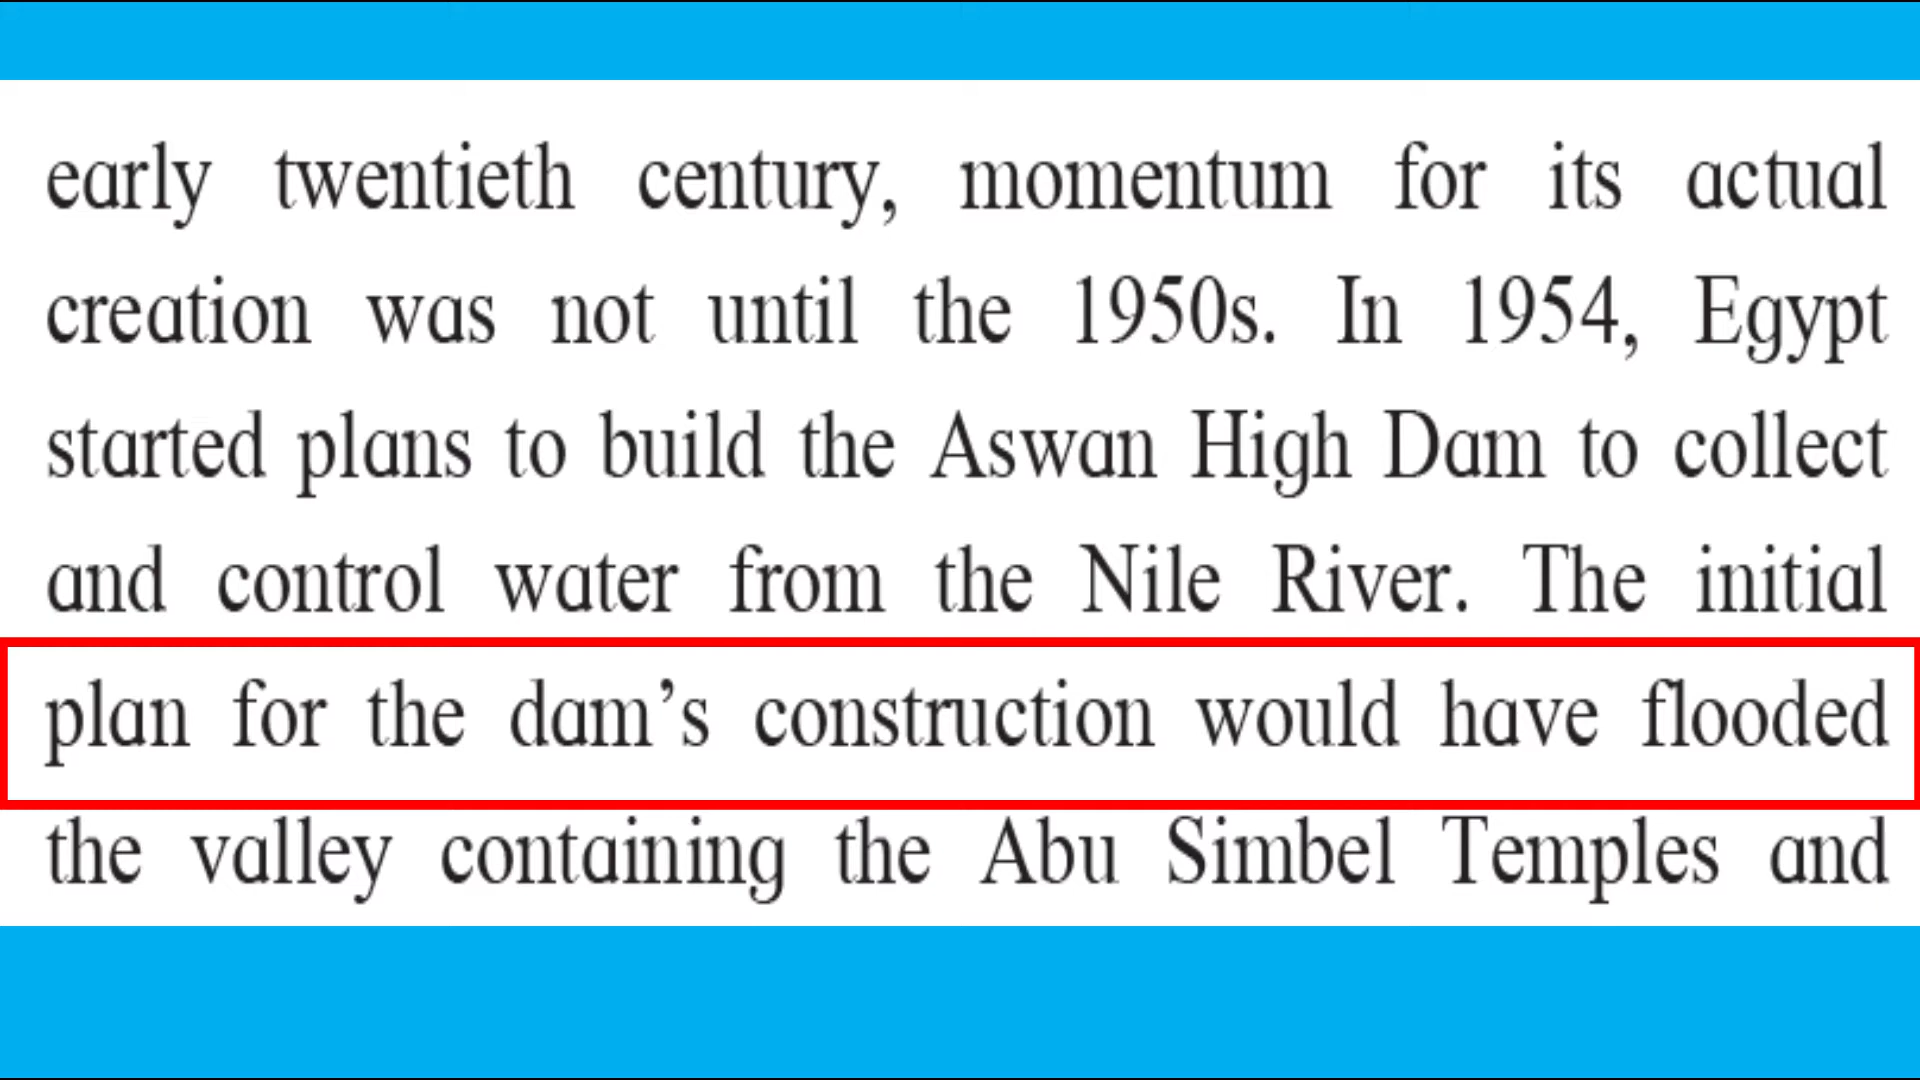 early twentieth century, momentum for its actual
creation was not until the 1950s. In 1954, Egypt
started plans to build the Aswan High Dam to collect
and control water from the Nile River. The initial
plan for the dam’s construction would have flooded
the valley containing the Abu Simbel Temples and